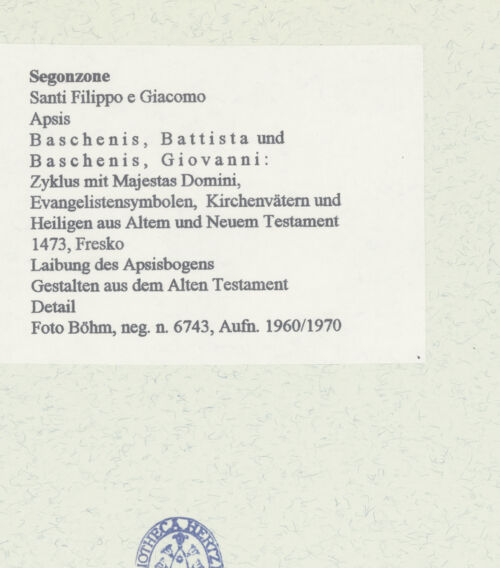 Segonzone
Santi Filippo e Giacomo
Apsis
Baschenis, Battista und
Baschenis, Giovanni:
Zyklus mit Majestas Domini,
Evangelistensymbolen, Kirchenvätern und
Heiligen aus Altem und Neuem Testament
1473, Fresko
Laibung des Apsisbogens
Gestalten aus dem Alten Testament
Detail
Foto Böhm, neg. n. 6743, Aufn. 1960/1970